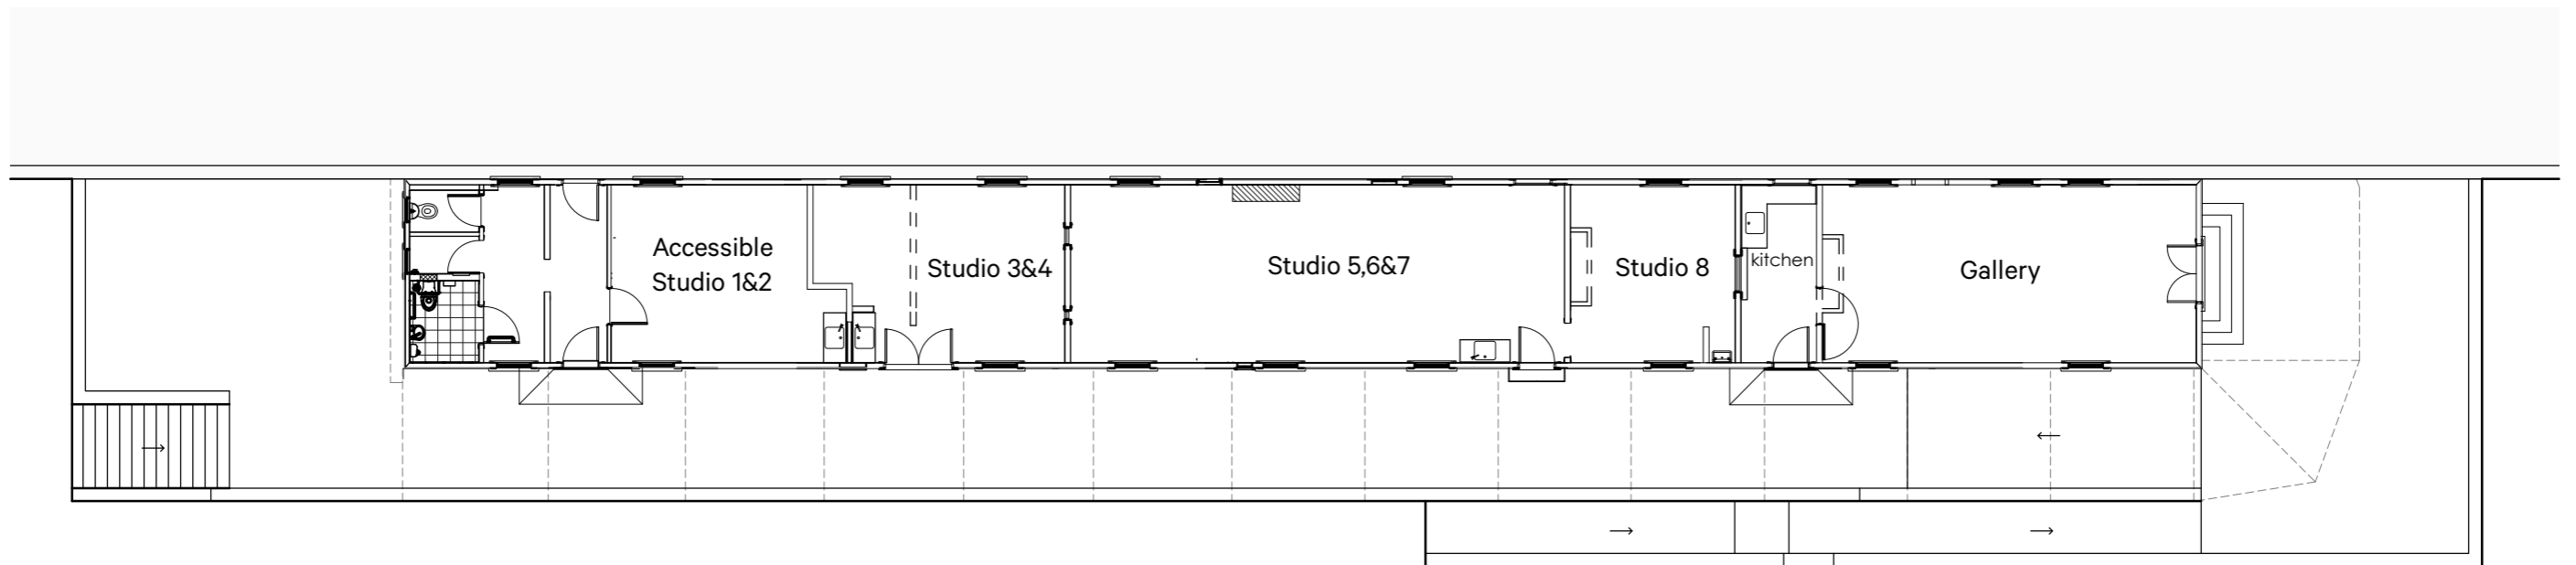 Accessible
Studio 1&2
Studio 3&4
Studio 5,6&7
Studio 8
kitchen
Gallery